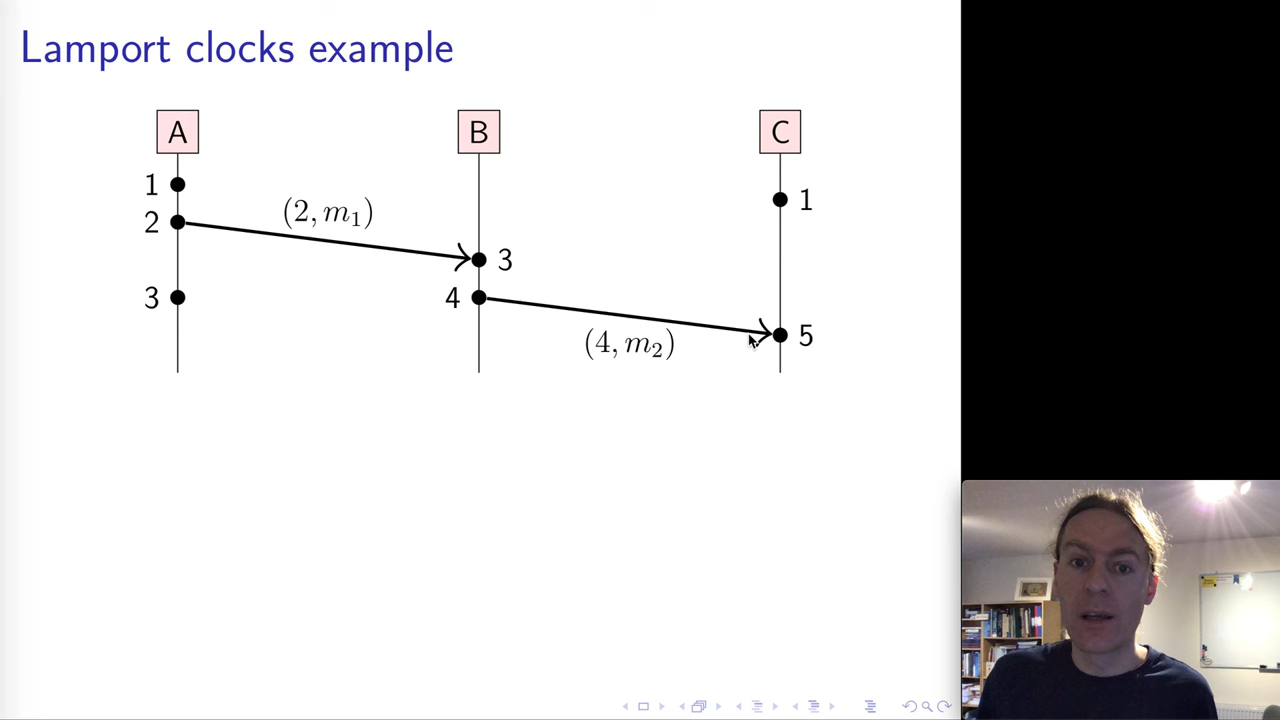 Lamport clocks example
A B C
1
1
2
(2, m₁)
3
3
4
(4, m₂)
5